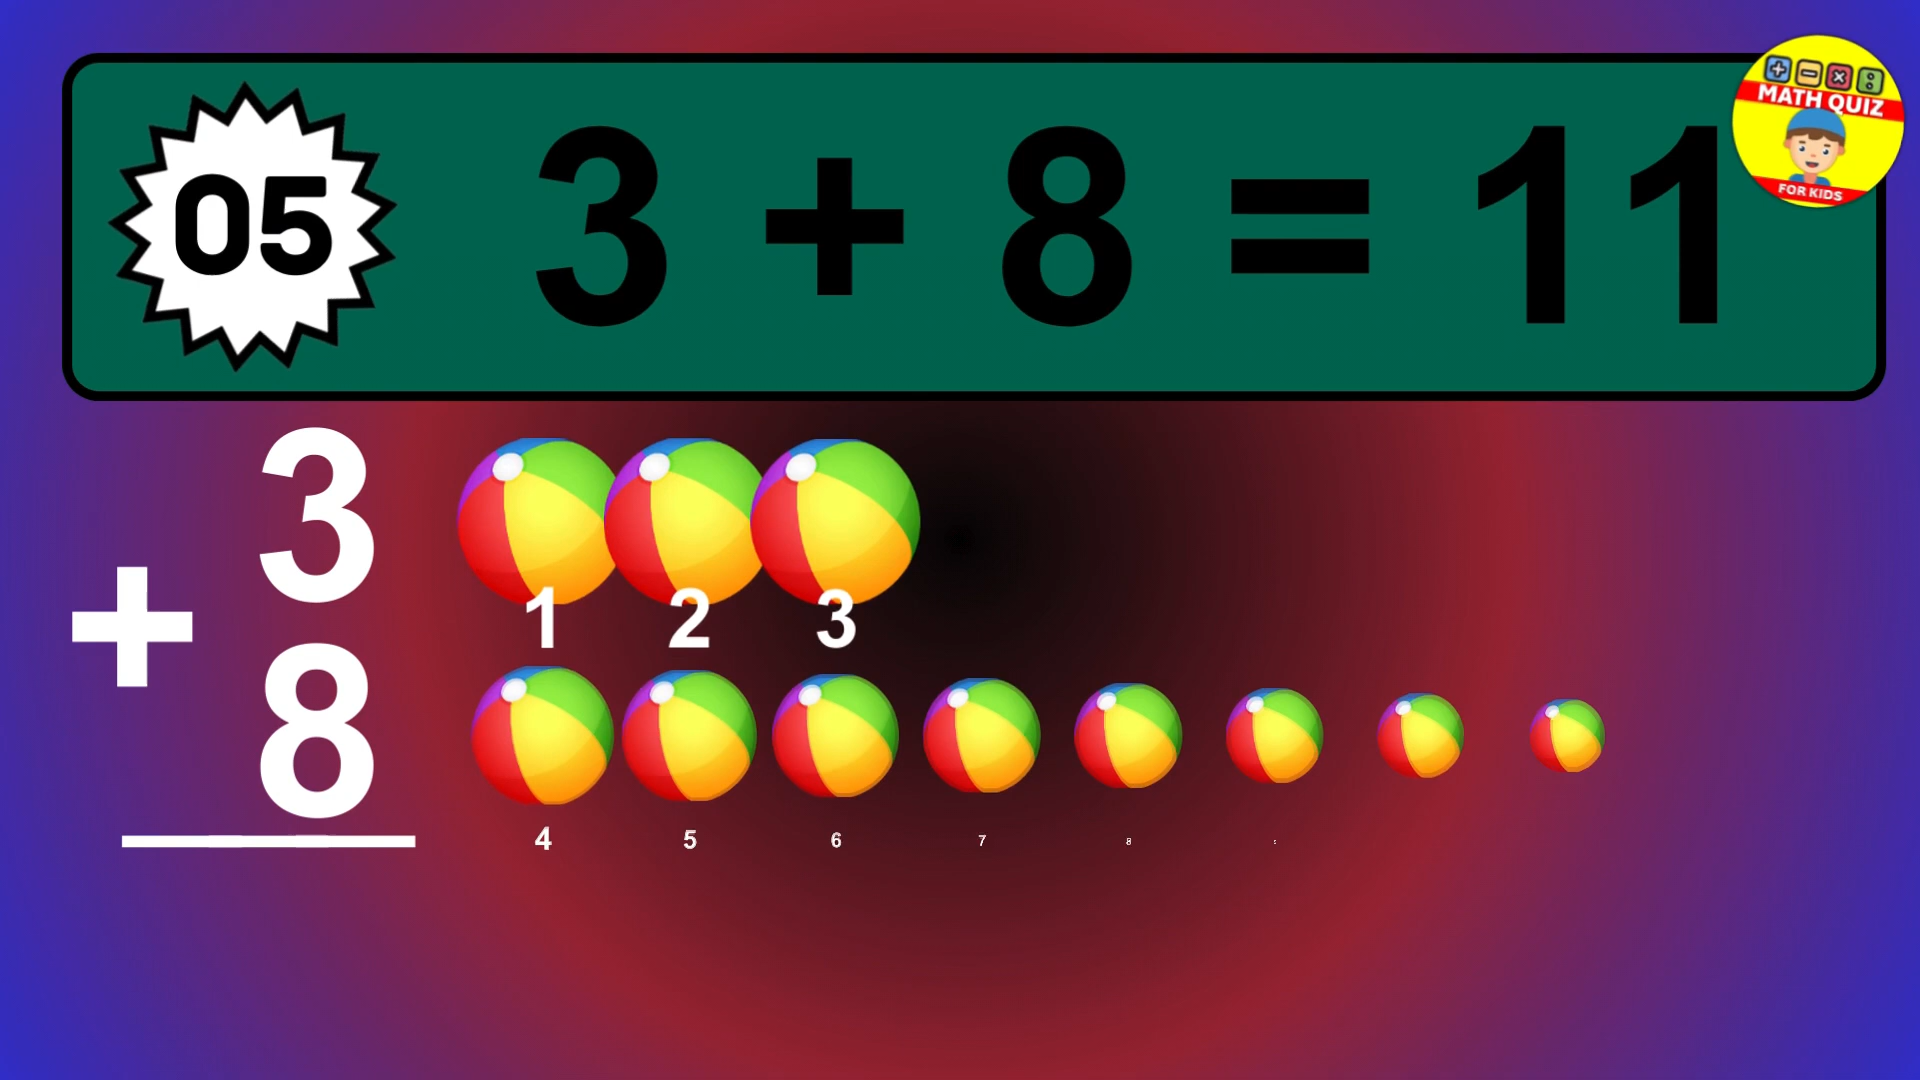 05 3 + 8 = 11
+ - × :
MATH QUIZ
FOR KIDS
3
+
8
1 2 3
4 5 6 7 8